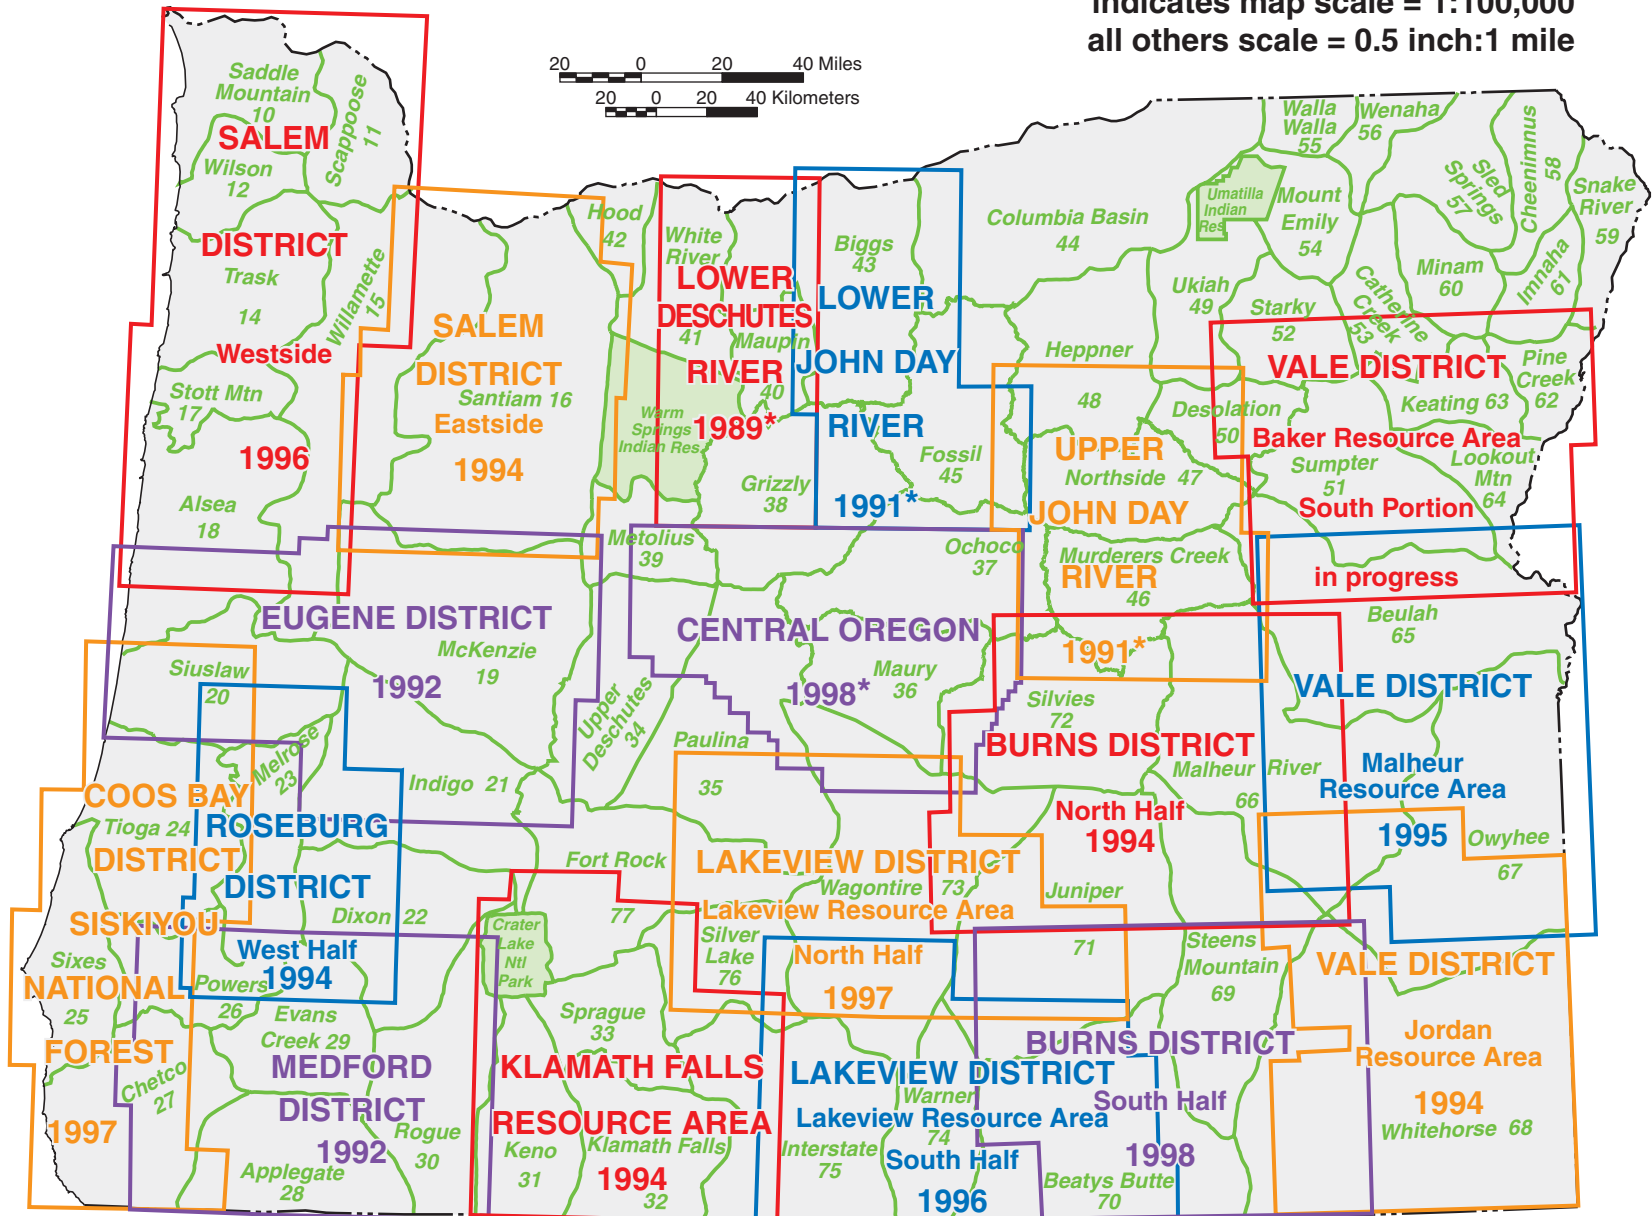 indicates map scale = 1:100,000
all others scale = 0.5 inch:1 mile
20 0 20 40 Miles
20 0 20 40 Kilometers
Saddle
Mountain
10
Scappoose
11
SALEM
Wilson
12
DISTRICT
Trask
14
Willamette
15
Westside
Stott Mtn
17
1996
Alsea
18
SALEM
DISTRICT
Santiam 16
Eastside
1994
Hood
42
White
River
LOWER
DESCHUTES
41
Maupin
RIVER
40
1989*
Warm
Springs
Indian Res
Grizzly
38
Biggs
43
LOWER
JOHN DAY
RIVER
Fossil
45
1991*
Columbia Basin
44
Walla
Walla
55
Wenaha
56
Umatilla
Indian
Res
Mount
Emily
54
Sled
Springs
57
Cheenimnus
58
Snake
River
59
Minam
60
Imnaha
61
Ukiah
49
Starky
52
Catherine
Creek
53
Heppner
48
VALE DISTRICT
Pine
Creek
62
Keating 63
Desolation
50
Baker Resource Area
Lookout
Mtn
64
Sumpter
51
South Portion
in progress
UPPER
Northside 47
JOHN DAY
Murderers Creek
RIVER
46
1991*
Metolius
39
Ochoco
37
EUGENE DISTRICT
McKenzie
19
1992
CENTRAL OREGON
Maury
36
1998*
Siuslaw
20
Upper
Deschutes
34
Paulina
35
Silvies
72
BURNS DISTRICT
Malheur River
66
North Half
1994
Beulah
65
VALE DISTRICT
Malheur
Resource Area
1995
Owyhee
67
Melrose
23
Indigo 21
COOS BAY
Tioga 24
DISTRICT
SISKIYOU
Sixes
NATIONAL
25
FOREST
Chetco
27
1997
ROSEBURG
DISTRICT
Dixon 22
West Half
1994
Powers
26
Evans
Creek 29
MEDFORD
DISTRICT
1992
Rogue
30
Applegate
28
Fort Rock
77
Crater
Lake
Ntl
Park
Silver
Lake
76
LAKEVIEW DISTRICT
Wagontire 73
Lakeview Resource Area
North Half
1997
Juniper
71
Sprague
33
KLAMATH FALLS
RESOURCE AREA
Keno
31
Klamath Falls
1994
32
LAKEVIEW DISTRICT
Warner
Lakeview Resource Area
74
Interstate
75
South Half
1996
Steens
Mountain
69
BURNS DISTRICT
South Half
1998
Beatys Butte
70
VALE DISTRICT
Jordan
Resource Area
1994
Whitehorse 68